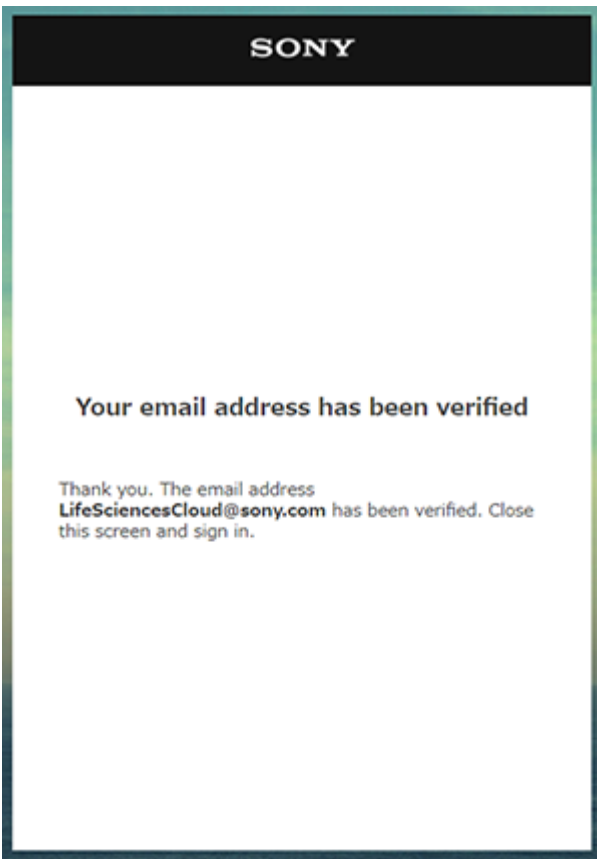 SONY
Your email address has been verified
Thank you. The email address
LifeSciencesCloud@sony.com has been verified. Close
this screen and sign in.